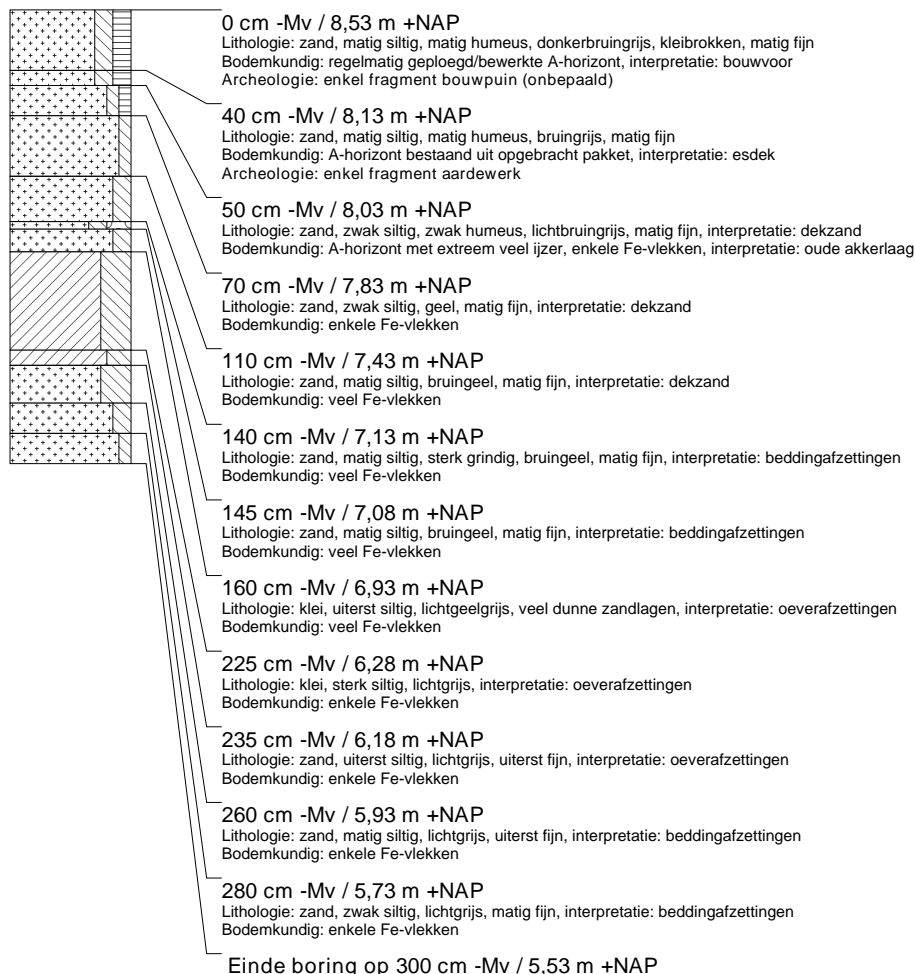 0 cm -Mv / 8,53 m +NAP
Lithologie: zand, matig siltig, matig humeus, donkerbruingrijs, kleibrokken, matig fijn
Bodemkundig: regelmatig geploegd/bewerkte A-horizont, interpretatie: bouwvoor
Archeologie: enkel fragment bouwpuin (onbepaald)
40 cm -Mv / 8,13 m +NAP
Lithologie: zand, matig siltig, matig humeus, bruingrijs, matig fijn
Bodemkundig: A-horizont bestaand uit opgebracht pakket, interpretatie: esdek
Archeologie: enkel fragment aardewerk
50 cm -Mv / 8,03 m +NAP
Lithologie: zand, zwak siltig, zwak humeus, lichtbruingrijs, matig fijn, interpretatie: dekzand
Bodemkundig: A-horizont met extreem veel ijzer, enkele Fe-vlekken, interpretatie: oude akkerlaag
70 cm -Mv / 7,83 m +NAP
Lithologie: zand, zwak siltig, geel, matig fijn, interpretatie: dekzand
Bodemkundig: enkele Fe-vlekken
110 cm -Mv / 7,43 m +NAP
Lithologie: zand, matig siltig, bruingeel, matig fijn, interpretatie: dekzand
Bodemkundig: veel Fe-vlekken
140 cm -Mv / 7,13 m +NAP
Lithologie: zand, matig siltig, sterk grindig, bruingeel, matig fijn, interpretatie: beddingafzettingen
Bodemkundig: veel Fe-vlekken
145 cm -Mv / 7,08 m +NAP
Lithologie: zand, matig siltig, bruingeel, matig fijn, interpretatie: beddingafzettingen
Bodemkundig: veel Fe-vlekken
160 cm -Mv / 6,93 m +NAP
Lithologie: klei, uiterst siltig, lichtgeelgrijs, veel dunne zandlagen, interpretatie: oeverafzettingen
Bodemkundig: veel Fe-vlekken
225 cm -Mv / 6,28 m +NAP
Lithologie: klei, sterk siltig, lichtgrijs, interpretatie: oeverafzettingen
Bodemkundig: enkele Fe-vlekken
235 cm -Mv / 6,18 m +NAP
Lithologie: zand, uiterst siltig, lichtgrijs, uiterst fijn, interpretatie: oeverafzettingen
Bodemkundig: enkele Fe-vlekken
260 cm -Mv / 5,93 m +NAP
Lithologie: zand, matig siltig, lichtgrijs, uiterst fijn, interpretatie: beddingafzettingen
Bodemkundig: enkele Fe-vlekken
280 cm -Mv / 5,73 m +NAP
Lithologie: zand, zwak siltig, lichtgrijs, matig fijn, interpretatie: beddingafzettingen
Bodemkundig: enkele Fe-vlekken
Einde boring op 300 cm -Mv / 5,53 m +NAP